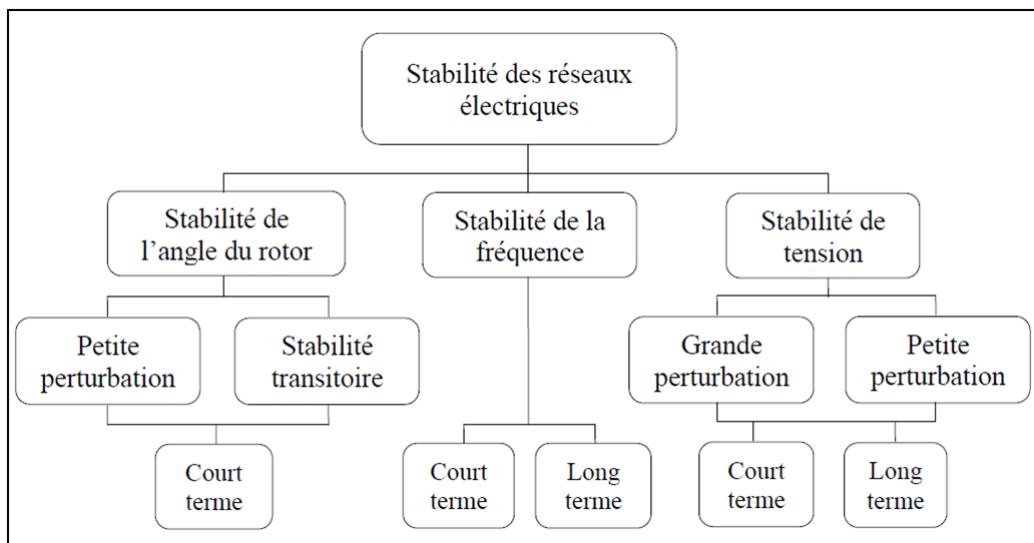 Stabilité des réseaux
électriques
Stabilité de
l'angle du rotor
Stabilité de la
fréquence
Stabilité de
tension
Petite
perturbation
Stabilité
transitoire
Grande
perturbation
Petite
perturbation
Court
terme
Court
terme
Long
terme
Court
terme
Long
terme